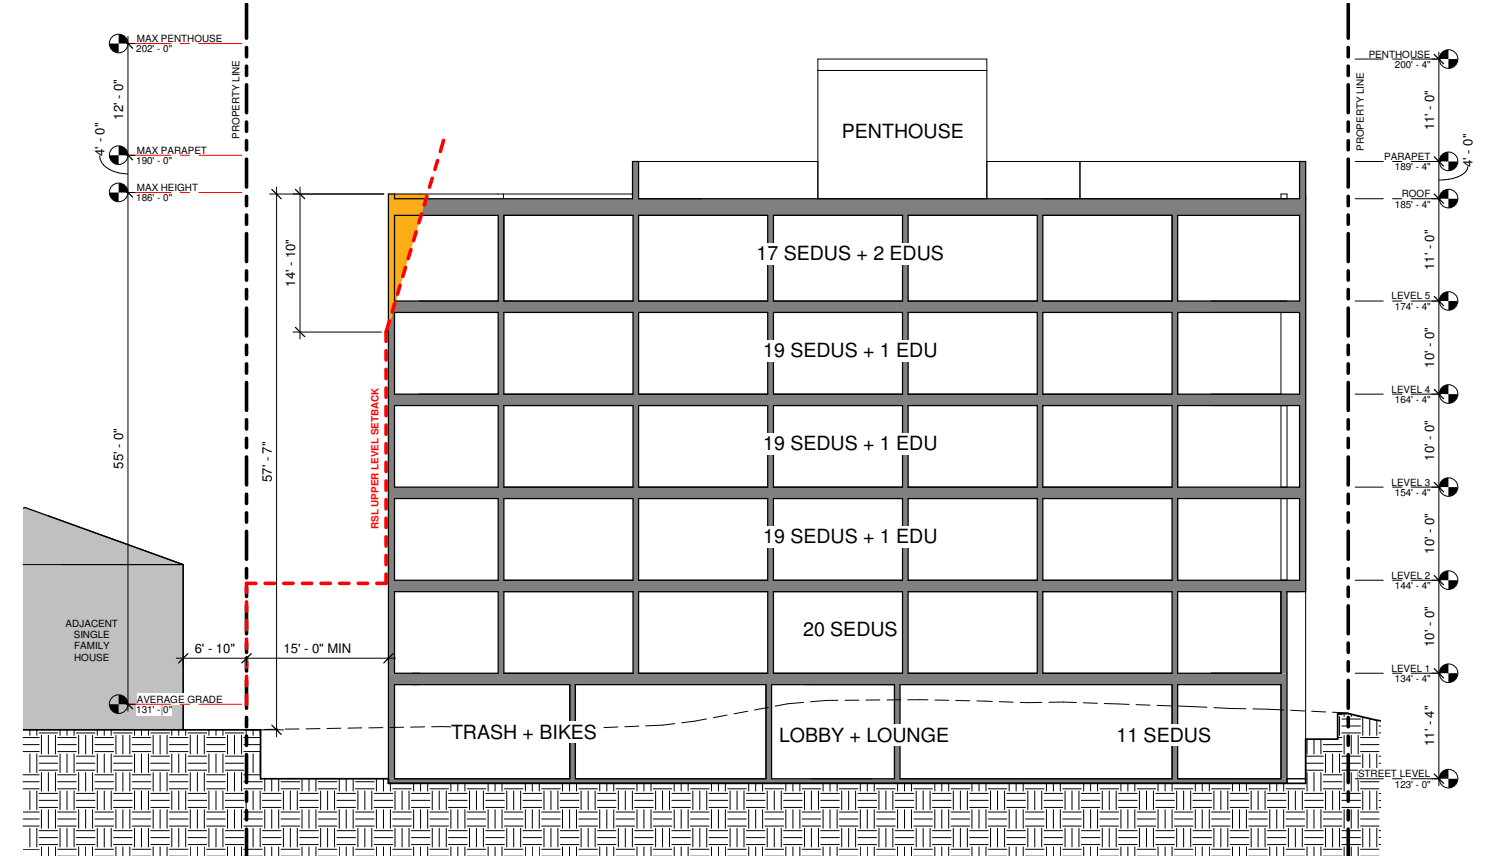 MAX PENTHOUSE
202' - 0"
12' - 0"
4' - 0"
MAX PARAPET
190' - 0"
MAX HEIGHT
186' - 0"
55' - 0"
AVERAGE GRADE
131' - 0"
PROPERTY LINE
ADJACENT
SINGLE
FAMILY
HOUSE
6' - 10"
15' - 0" MIN
57' - 7"
14' - 10"
RSL UPPER LEVEL SETBACK
PENTHOUSE
17 SEDUS + 2 EDUS
19 SEDUS + 1 EDU
19 SEDUS + 1 EDU
19 SEDUS + 1 EDU
20 SEDUS
TRASH + BIKES
LOBBY + LOUNGE
11 SEDUS
PROPERTY LINE
PENTHOUSE
200' - 4"
11' - 0"
4' - 0"
PARAPET
189' - 4"
ROOF
185' - 4"
11' - 0"
LEVEL 5
174' - 4"
10' - 0"
LEVEL 4
164' - 4"
10' - 0"
LEVEL 3
154' - 4"
10' - 0"
LEVEL 2
144' - 4"
10' - 0"
LEVEL 1
134' - 4"
11' - 4"
STREET LEVEL
123' - 0"